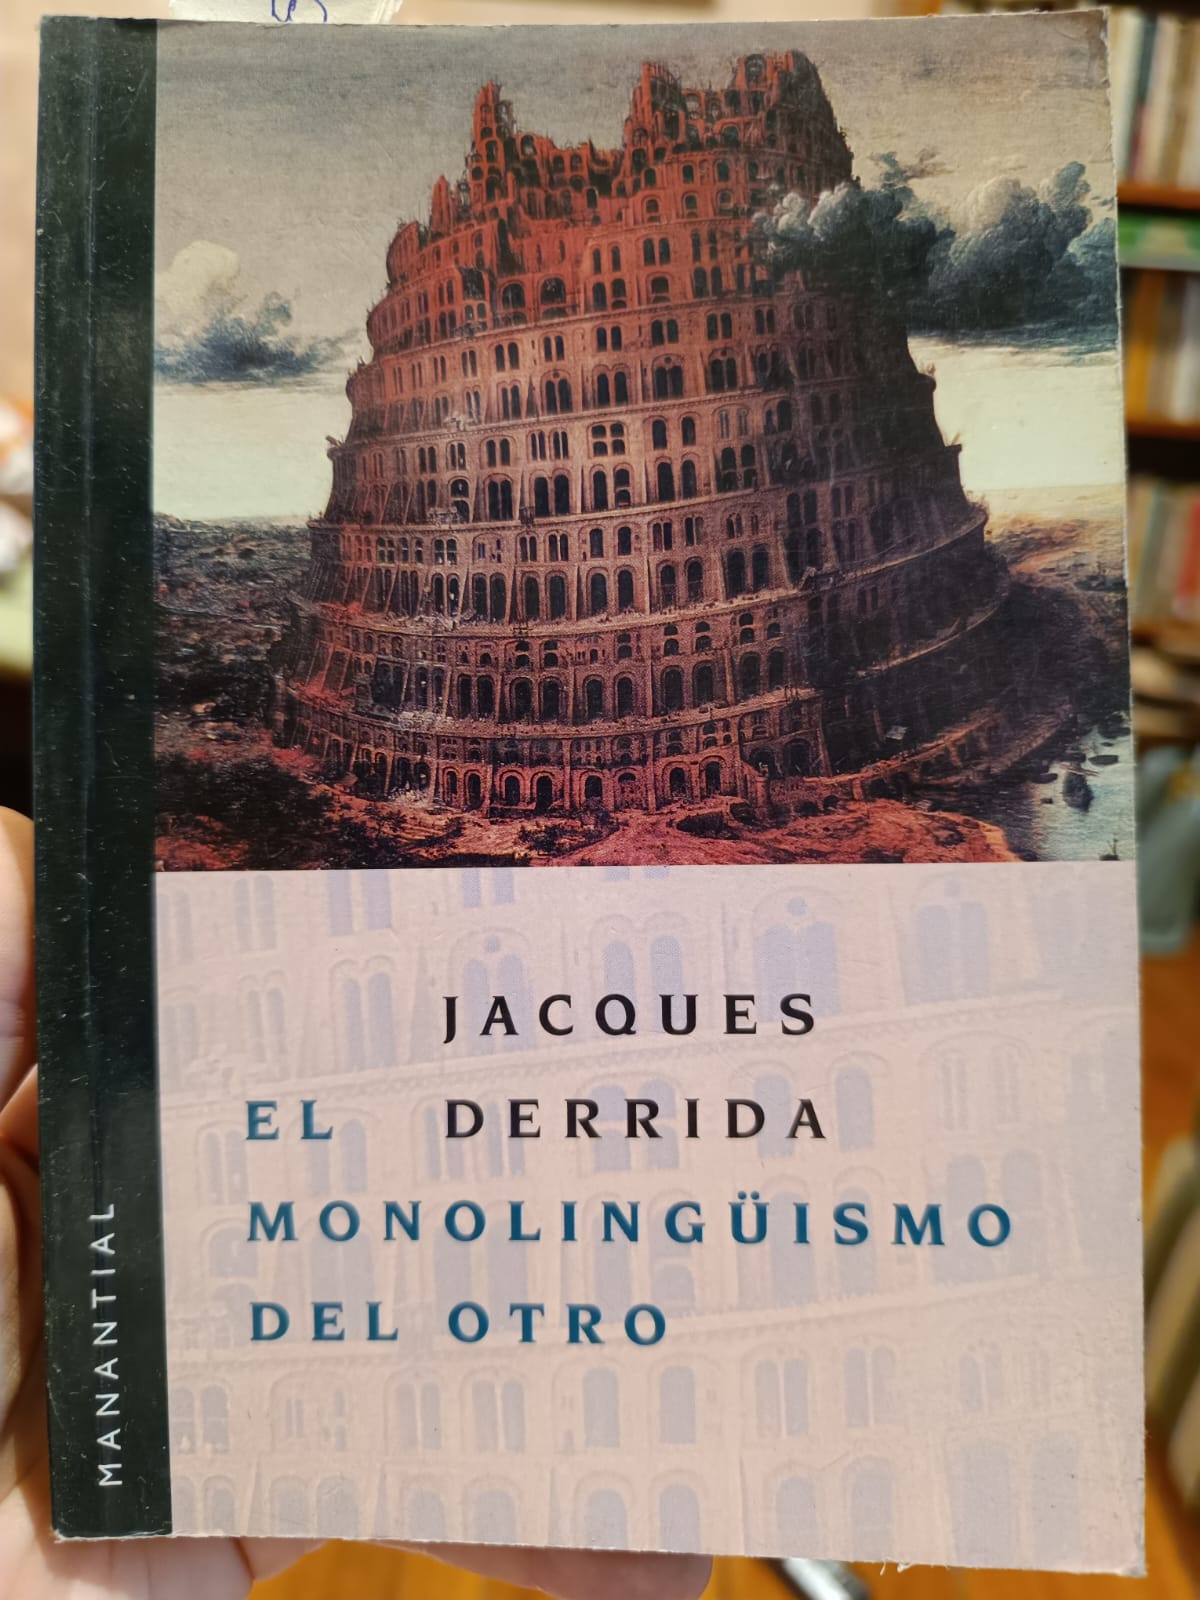 JACQUES
DERRIDA
EL
MONOLINGÜISMO
DEL OTRO
MANANTIAL